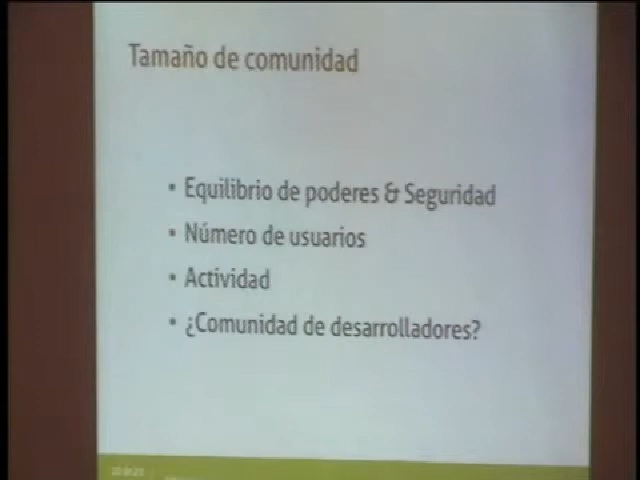 Tamaño de comunidad
• Equilibrio de poderes & Seguridad
• Número de usuarios
• Actividad
• ¿Comunidad de desarrolladores?